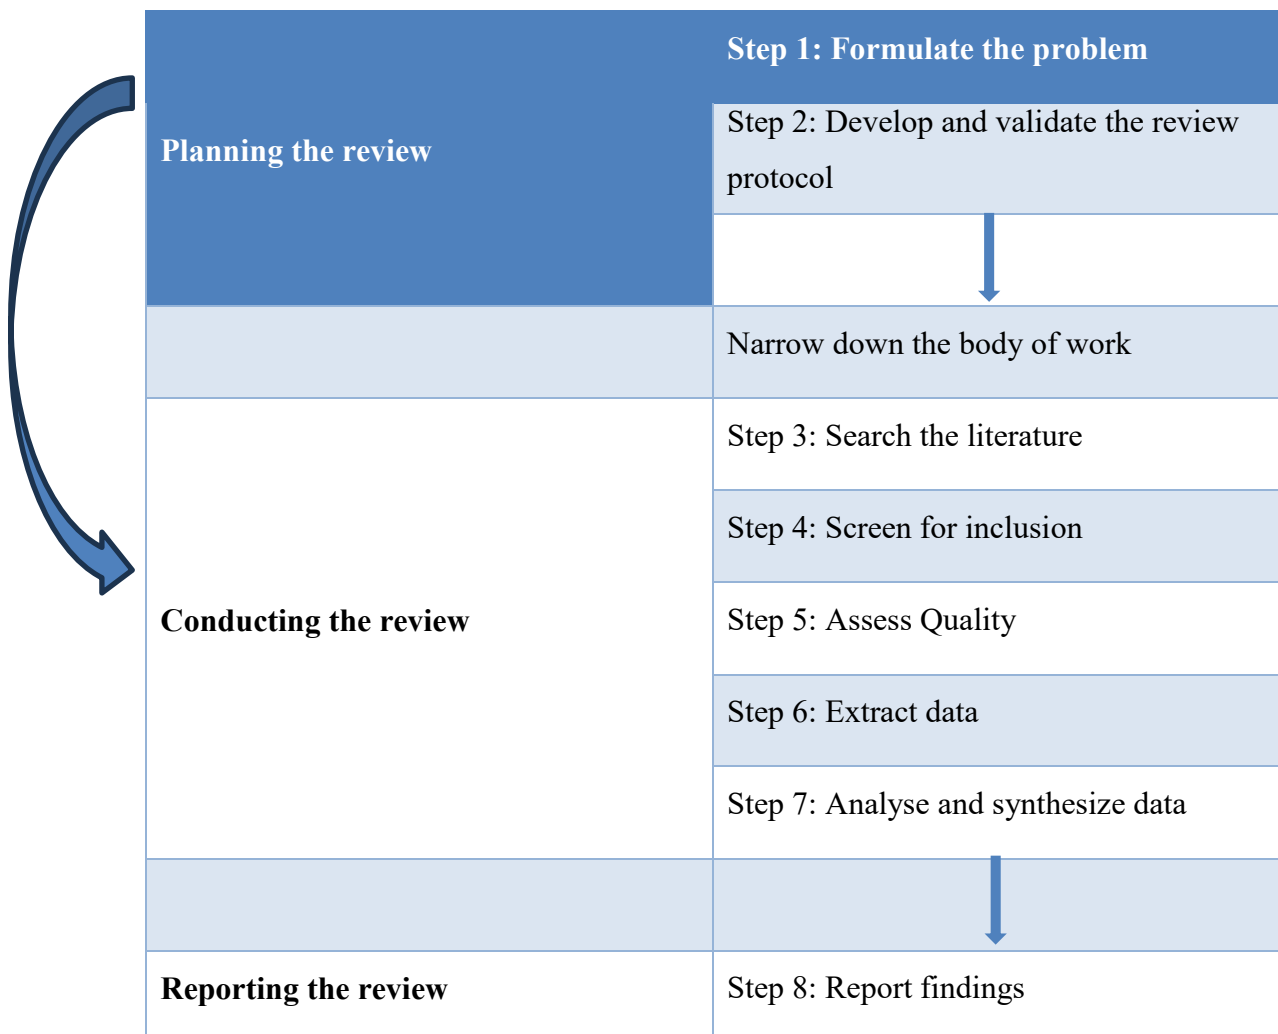 Step 1: Formulate the problem
Planning the review
Step 2: Develop and validate the review
protocol
Narrow down the body of work
Conducting the review
Step 3: Search the literature
Step 4: Screen for inclusion
Step 5: Assess Quality
Step 6: Extract data
Step 7: Analyse and synthesize data
Reporting the review
Step 8: Report findings